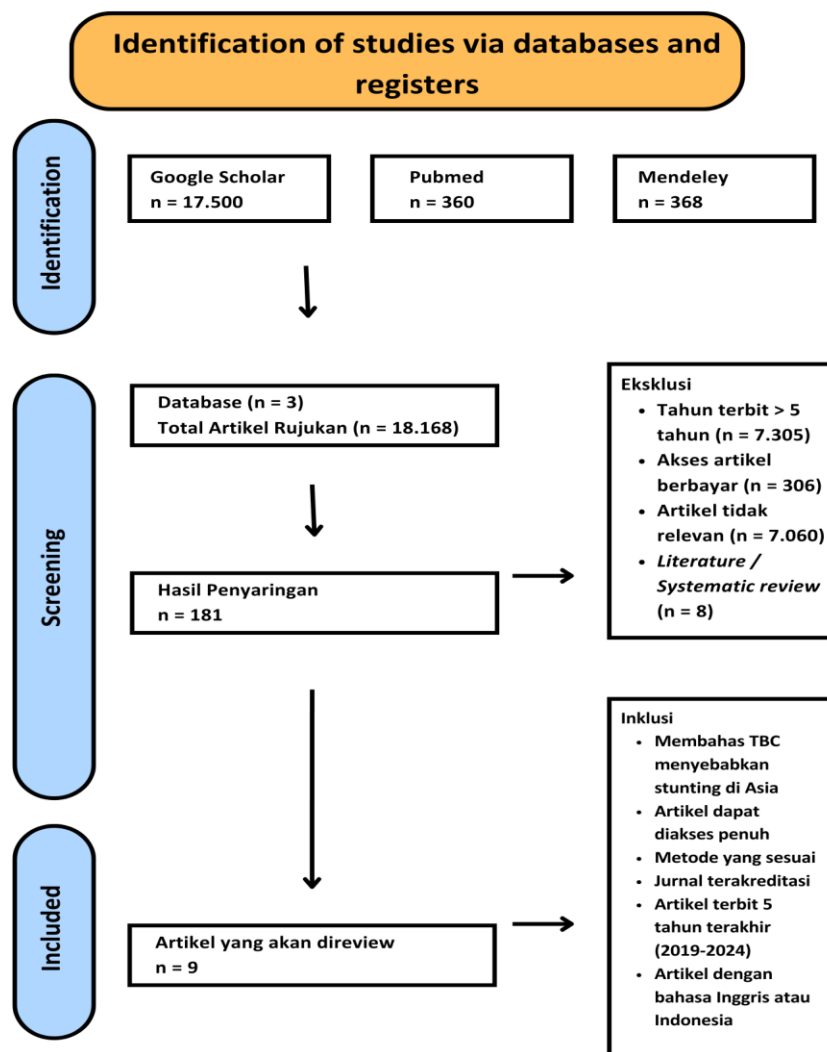 Identification of studies via databases and
registers
Identification
Google Scholar
n = 17.500
Pubmed
n = 360
Mendeley
n = 368
Screening
Database (n = 3)
Total Artikel Rujukan (n = 18.168)
Eksklusi
• Tahun terbit > 5
tahun (n = 7.305)
• Akses artikel
berbayar (n = 306)
• Artikel tidak
relevan (n = 7.060)
• Literature /
Systematic review
(n = 8)
Hasil Penyaringan
n = 181
Inklusi
• Membahas TBC
menyebabkan
stunting di Asia
• Artikel dapat
diakses penuh
• Metode yang sesuai
• Jurnal terakreditasi
• Artikel terbit 5
tahun terakhir
(2019-2024)
• Artikel dengan
bahasa Inggris atau
Indonesia
Included
Artikel yang akan direview
n = 9